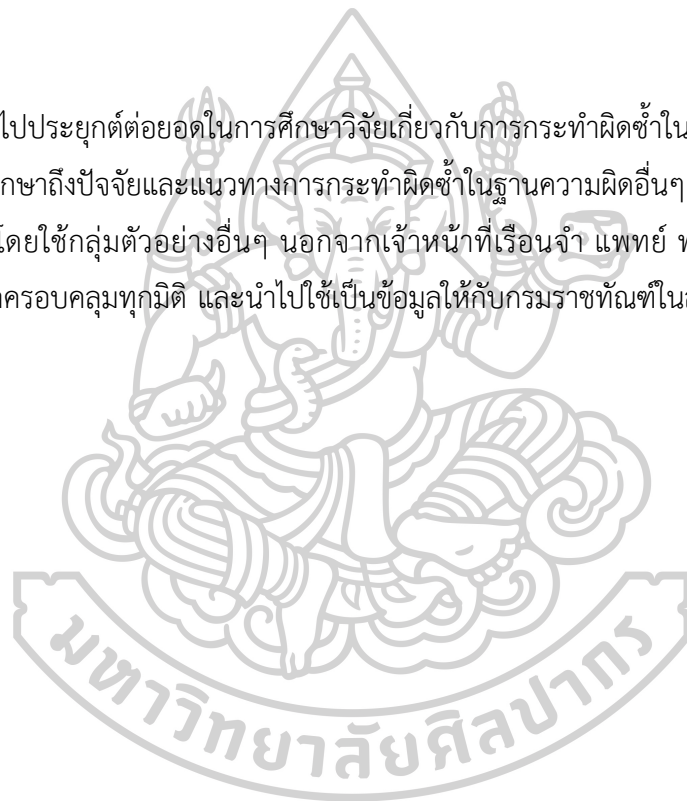 ไปประยุกต์ต่อยอดในการศึกษาวิจัยเกี่ยวกับการกระทำผิดซ้ำใน
กษาถึงปัจจัยและแนวทางการกระทำผิดซ้ำในฐานความผิดอื่นๆ
โดยใช้กลุ่มตัวอย่างอื่นๆ นอกจากเจ้าหน้าที่เรือนจำ แพทย์
ครอบคลุมทุกมิติ และนำไปใช้เป็นข้อมูลให้กับกรมราชทัณฑ์ใน
มหาวิทยาลัยศิลปากร